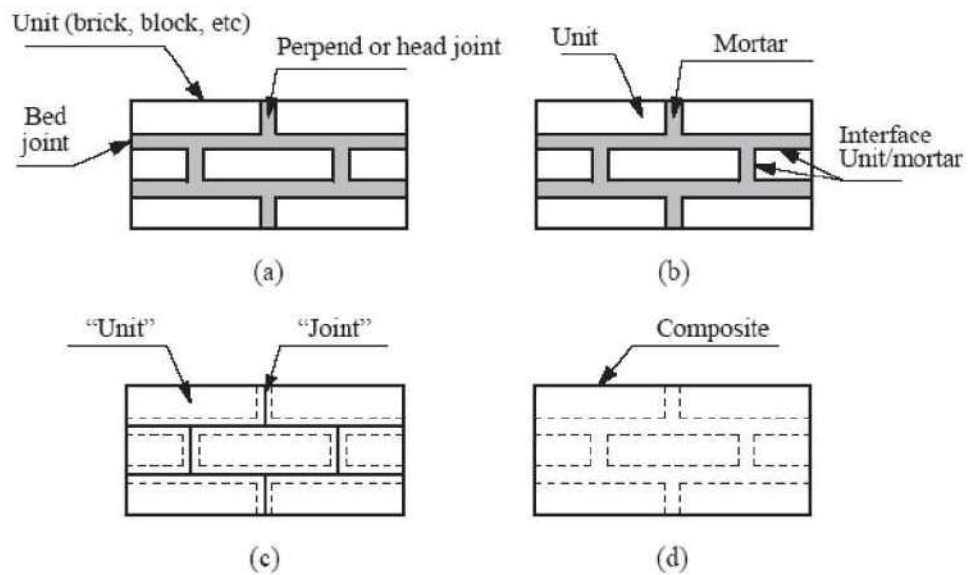 Unit (brick, block, etc)
Perpend or head joint
Bed
joint
(a)
Unit
Mortar
Interface
Unit/mortar
(b)
“Unit”
“Joint”
(c)
Composite
(d)